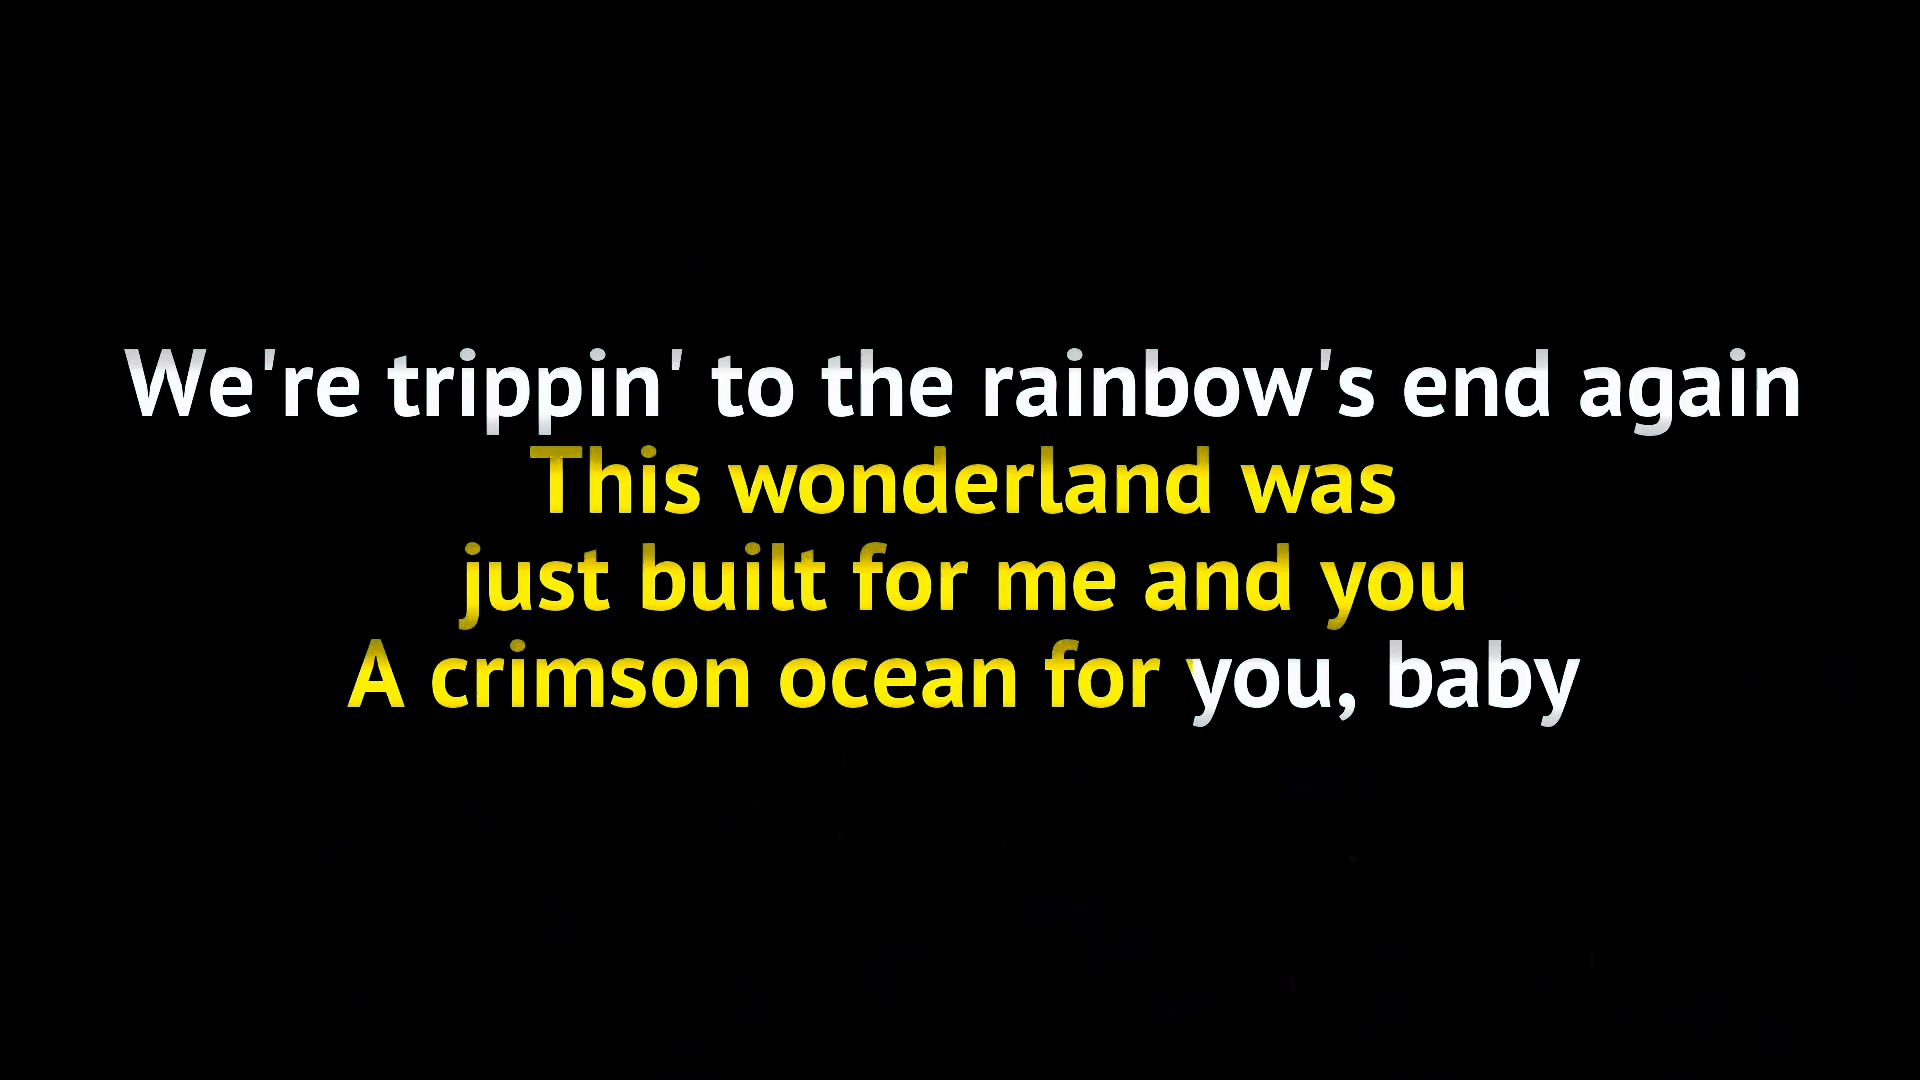 We're trippin' to the rainbow's end again
This wonderland was
just built for me and you
A crimson ocean for you, baby